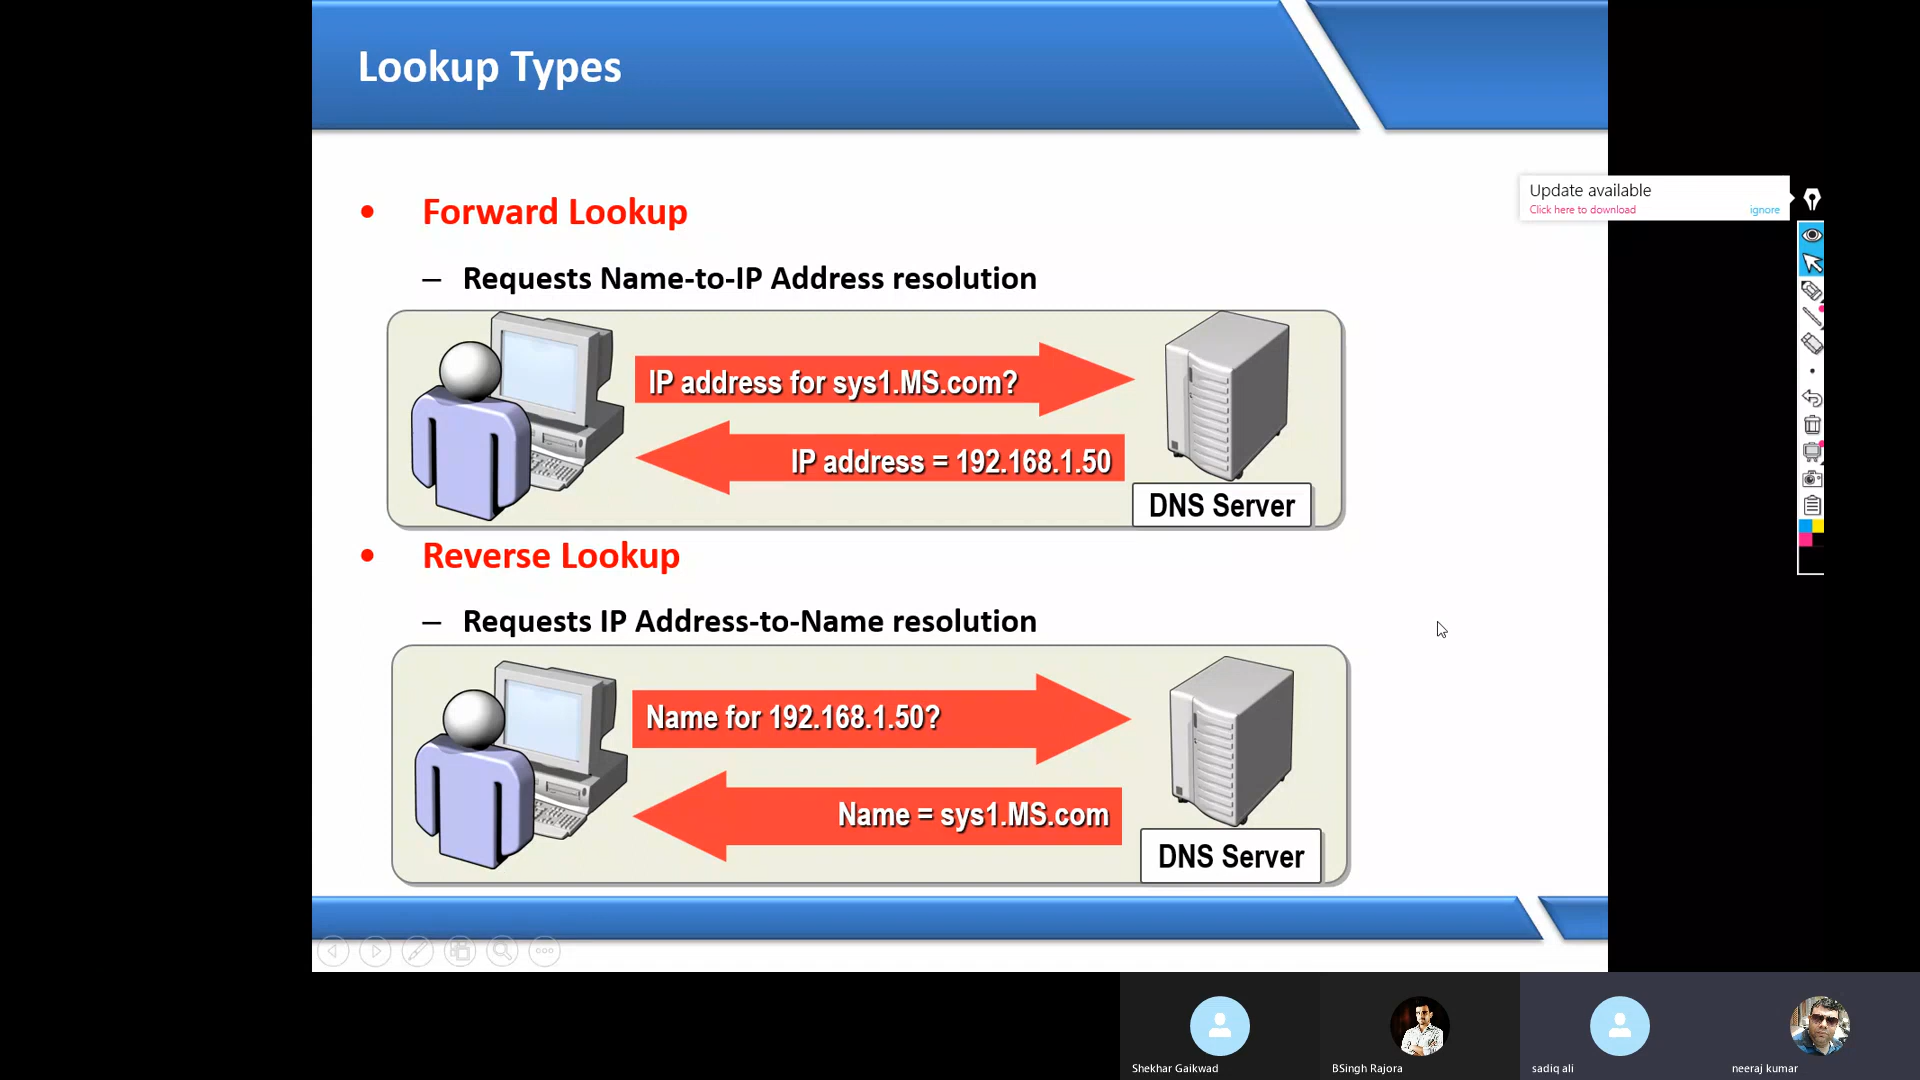 Lookup Types
• Forward Lookup
– Requests Name-to-IP Address resolution
IP address for sys1.MS.com?
IP address = 192.168.1.50
DNS Server
• Reverse Lookup
– Requests IP Address-to-Name resolution
Name for 192.168.1.50?
Name = sys1.MS.com
DNS Server
Update available
Click here to download ignore
Shekhar Gaikwad
BSingh Rajora
sadiq ali
neeraj kumar